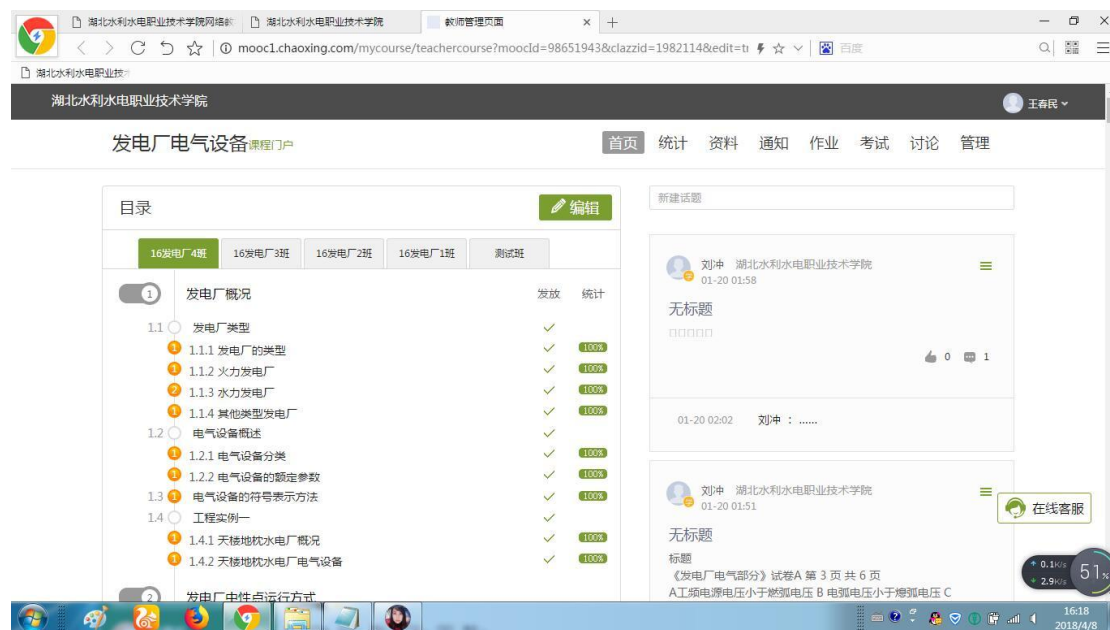 湖北水利水电职业技术学院网络教
湖北水利水电职业技术学院
教师管理页面
mooc1.chaoxing.com/mycourse/teachercourse?moocId=98651943&clazzid=1982114&edit=tr
百度
湖北水利水电职业技
湖北水利水电职业技术学院
王春民
发电厂电气设备 课程门户
首页 统计 资料 通知 作业 考试 讨论 管理
目录
编辑
16发电厂4班 16发电厂3班 16发电厂2班 16发电厂1班 测试班
1 发电厂概况 发放 统计
1.1 发电厂类型
1 1.1.1 发电厂的类型 100%
1 1.1.2 火力发电厂 100%
2 1.1.3 水力发电厂 100%
1 1.1.4 其他类型发电厂 100%
1.2 电气设备概述
1 1.2.1 电气设备分类 100%
1 1.2.2 电气设备的额定参数 100%
1.3 1 电气设备的符号表示方法 100%
1.4 工程实例一
1 1.4.1 天楼地枕水电厂概况 100%
1 1.4.2 天楼地枕水电厂电气设备 100%
2 发电厂中性点运行方式
新建话题
刘冲 湖北水利水电职业技术学院
01-20 01:58
无标题
□□□□□
0 1
01-20 02:02 刘冲 : ......
刘冲 湖北水利水电职业技术学院
01-20 01:51
无标题
标题
《发电厂电气部分》试卷A 第 3 页 共 6 页
A工频电源电压小于燃弧电压 B 电弧电压小于熄弧电压 C
在线客服
0.1K/s
2.9K/s
51%
16:18
2018/4/8